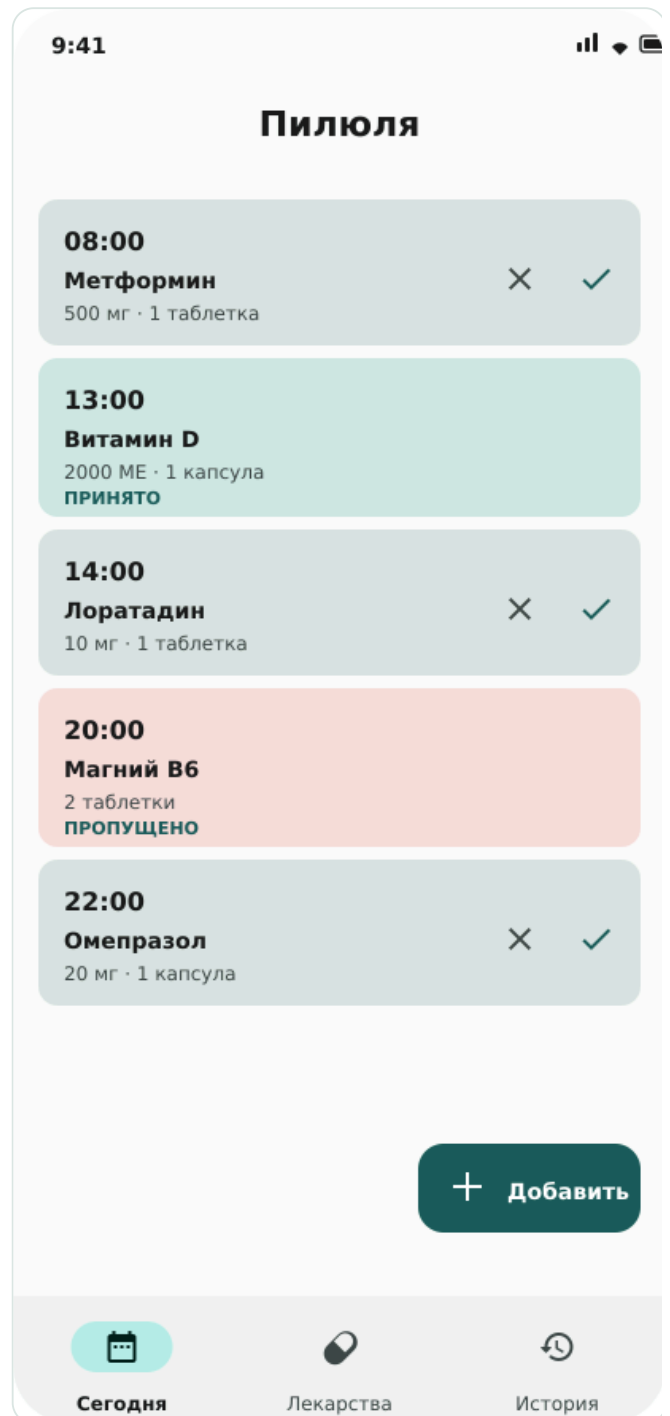 9:41
Пилюля
08:00
Метформин
500 мг · 1 таблетка
13:00
Витамин D
2000 МЕ · 1 капсула
ПРИНЯТО
14:00
Лоратадин
10 мг · 1 таблетка
20:00
Магний B6
2 таблетки
ПРОПУЩЕНО
22:00
Омепразол
20 мг · 1 капсула
Добавить
Сегодня
Лекарства
История